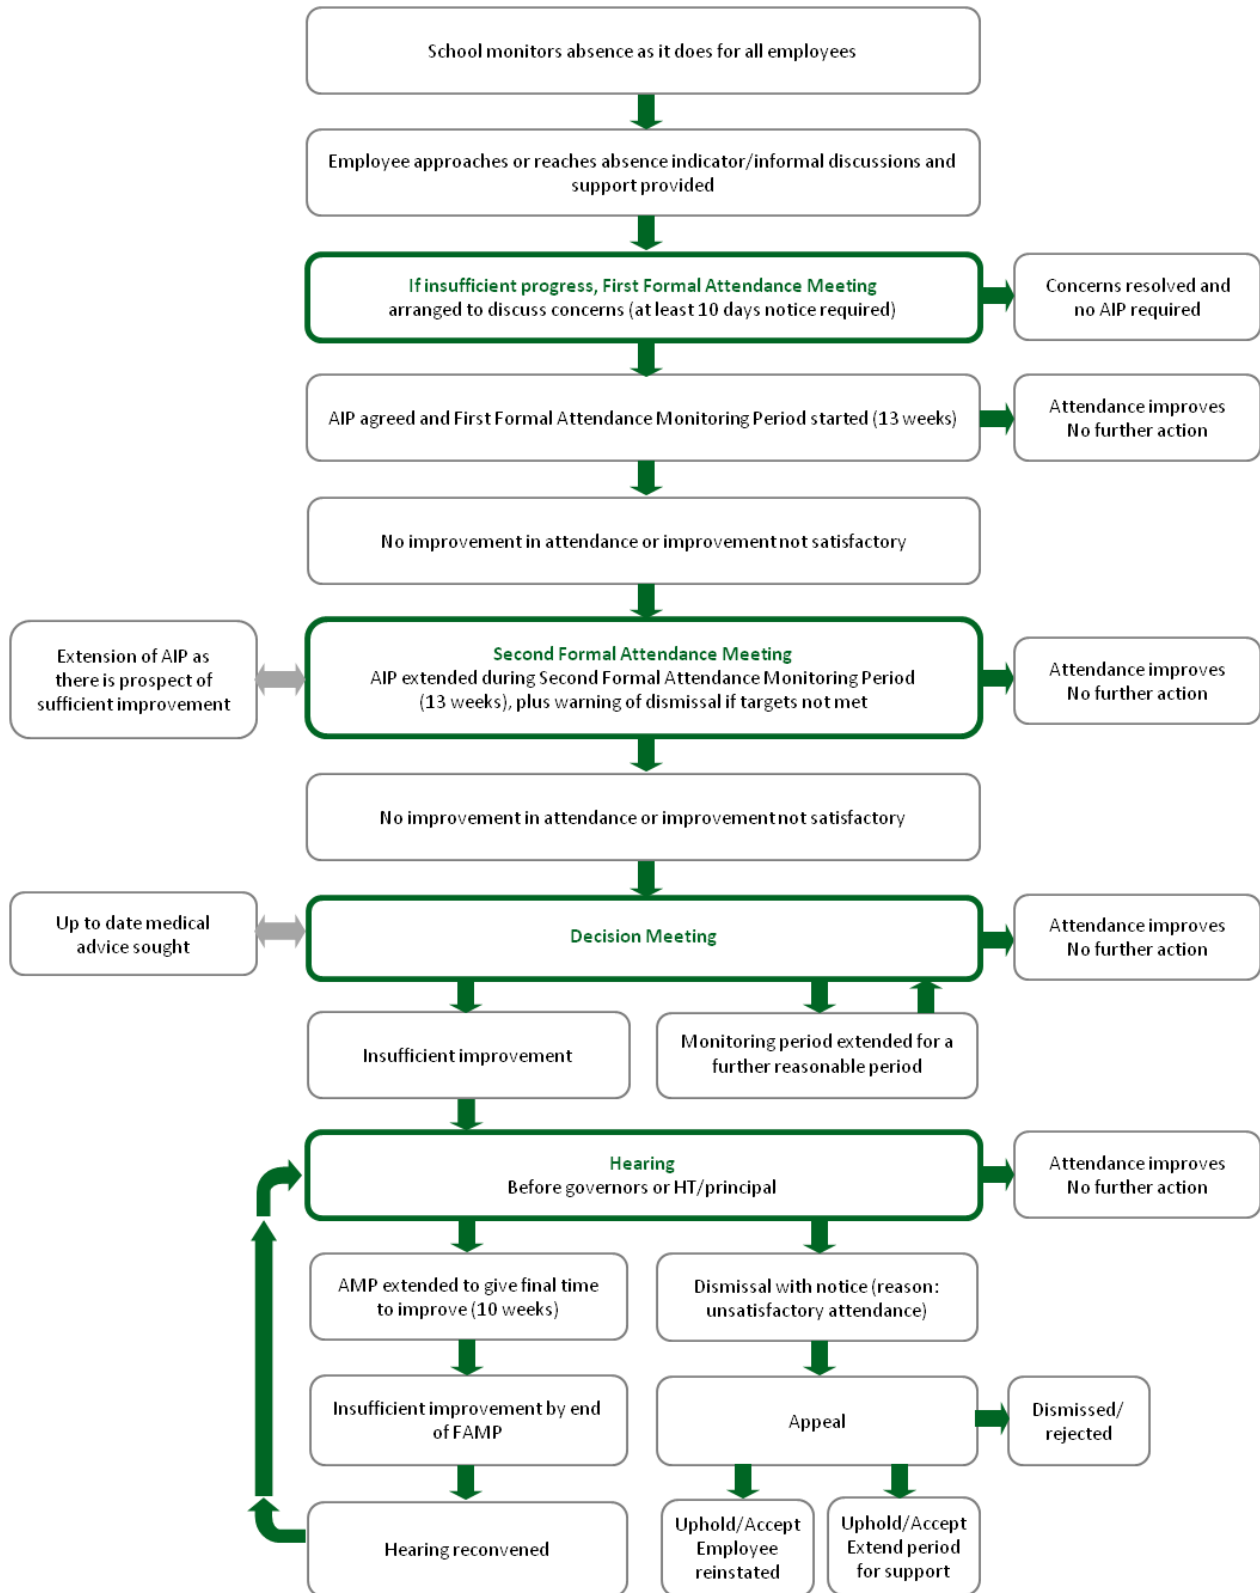 School monitors absence as it does for all employees
Employee approaches or reaches absence indicator/informal discussions and
support provided
If insufficient progress, First Formal Attendance Meeting
arranged to discuss concerns (at least 10 days notice required)
Concerns resolved and
no AIP required
AIP agreed and First Formal Attendance Monitoring Period started (13 weeks)
Attendance improves
No further action
No improvement in attendance or improvement not satisfactory
Extension of AIP as
there is prospect of
sufficient improvement
Second Formal Attendance Meeting
AIP extended during Second Formal Attendance Monitoring Period
(13 weeks), plus warning of dismissal if targets not met
Attendance improves
No further action
No improvement in attendance or improvement not satisfactory
Up to date medical
advice sought
Decision Meeting
Attendance improves
No further action
Insufficient improvement
Monitoring period extended for a
further reasonable period
Hearing
Before governors or HT/principal
Attendance improves
No further action
AMP extended to give final time
to improve (10 weeks)
Dismissal with notice (reason:
unsatisfactory attendance)
Insufficient improvement by end
of FAMP
Appeal
Dismissed/
rejected
Hearing reconvened
Uphold/Accept
Employee
reinstated
Uphold/Accept
Extend period
for support